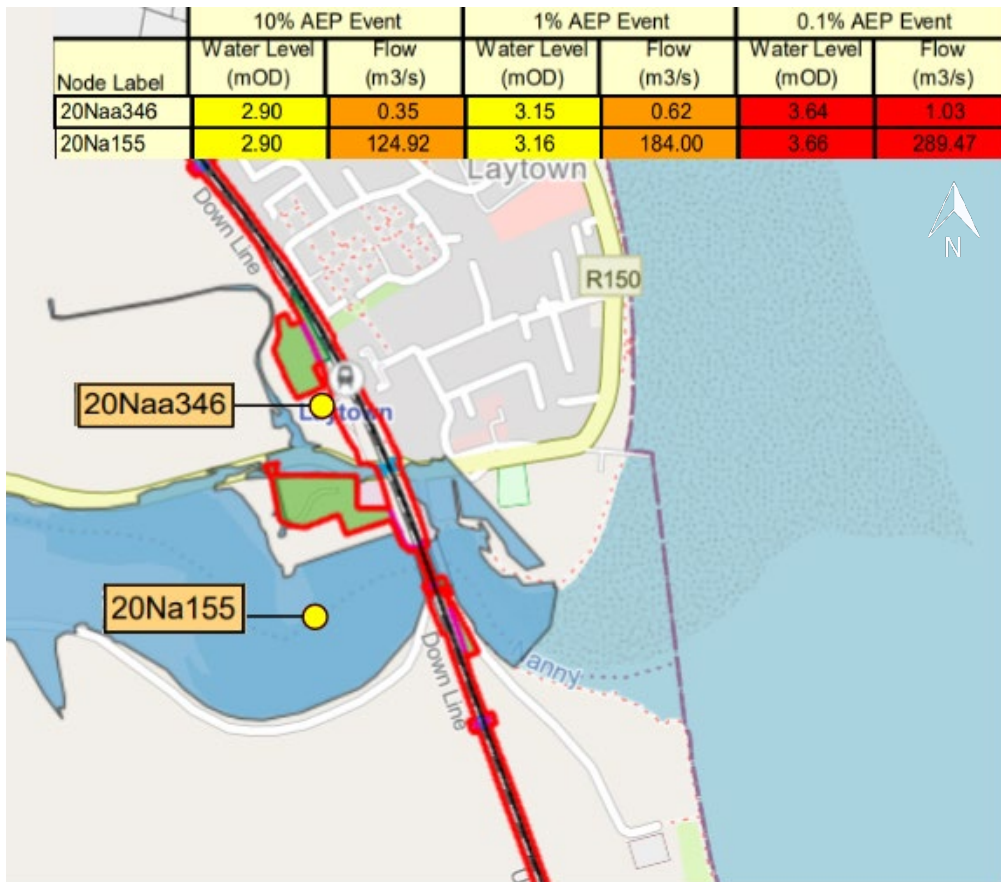 10% AEP Event 1% AEP Event 0.1% AEP Event
Node Label Water Level (mOD) Flow (m3/s) Water Level (mOD) Flow (m3/s) Water Level (mOD) Flow (m3/s)
20Naa346 2.90 0.35 3.15 0.62 3.64 1.03
20Na155 2.90 124.92 3.16 184.00 3.66 289.47
Laytown
Down Line
N
R150
20Naa346
Laytown
20Na155
Down Line
Nanny
U